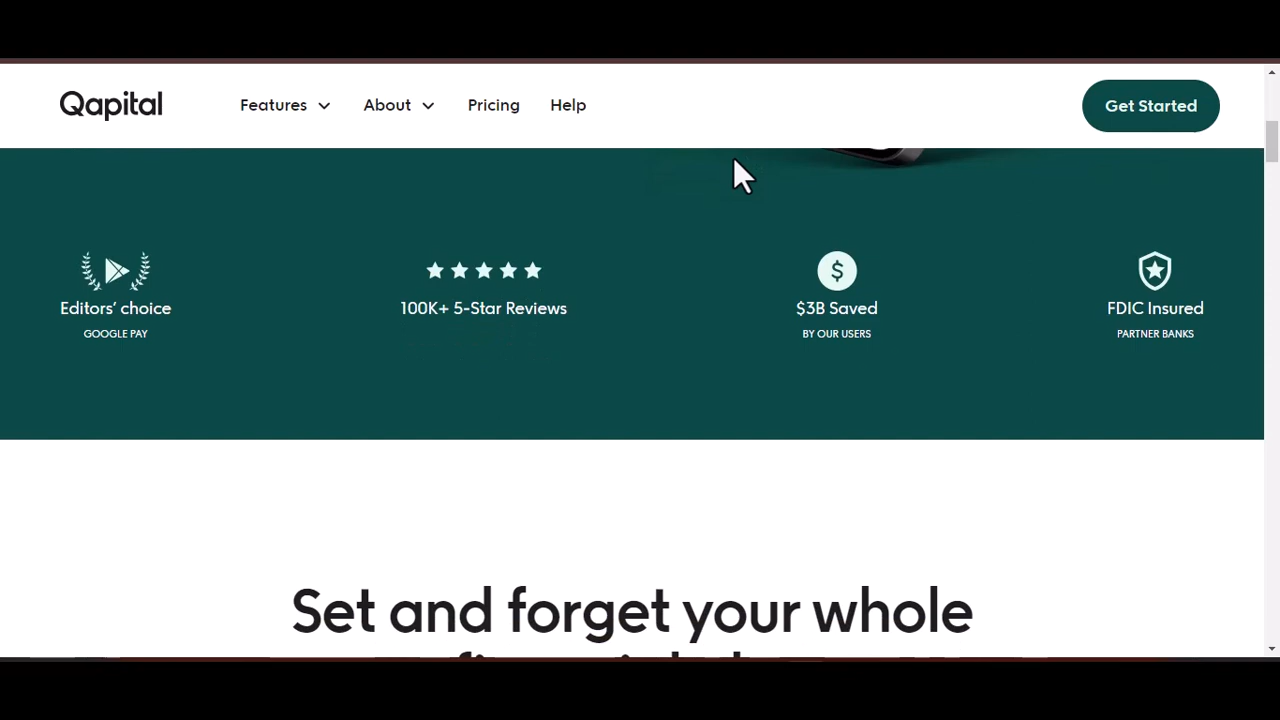 Qapital
Features
About
Pricing
Help
Get Started
Editors’ choice
GOOGLE PAY
100K+ 5-Star Reviews
$3B Saved
BY OUR USERS
FDIC Insured
PARTNER BANKS
Set and forget your whole